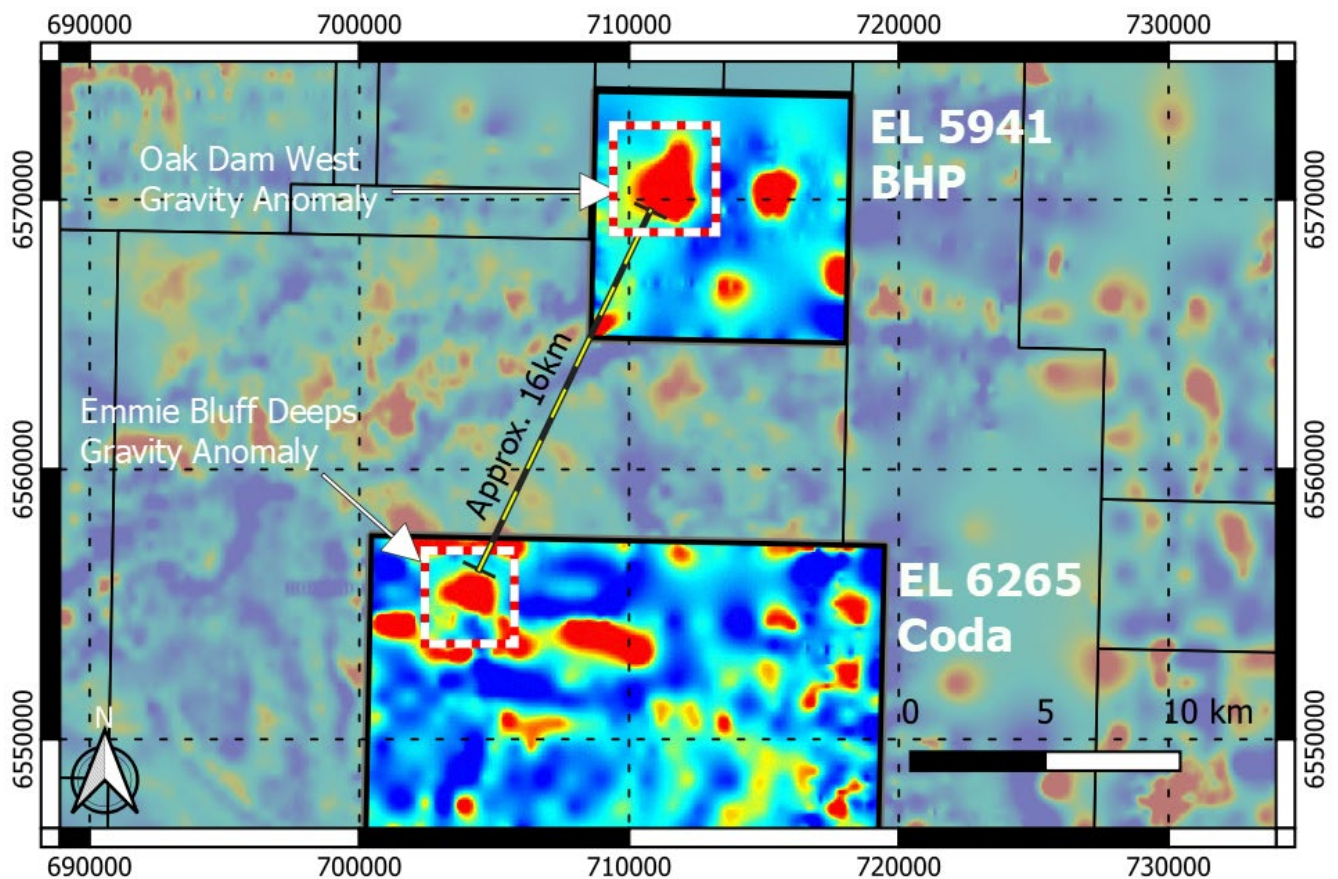 690000 700000 710000 720000 730000
EL 5941
BHP
Oak Dam West
Gravity Anomaly
6570000 6570000
Approx. 16km
Emmie Bluff Deeps
Gravity Anomaly
6560000 6560000
EL 6265
Coda
N
0 5 10 km
6550000 6550000
690000 700000 710000 720000 730000